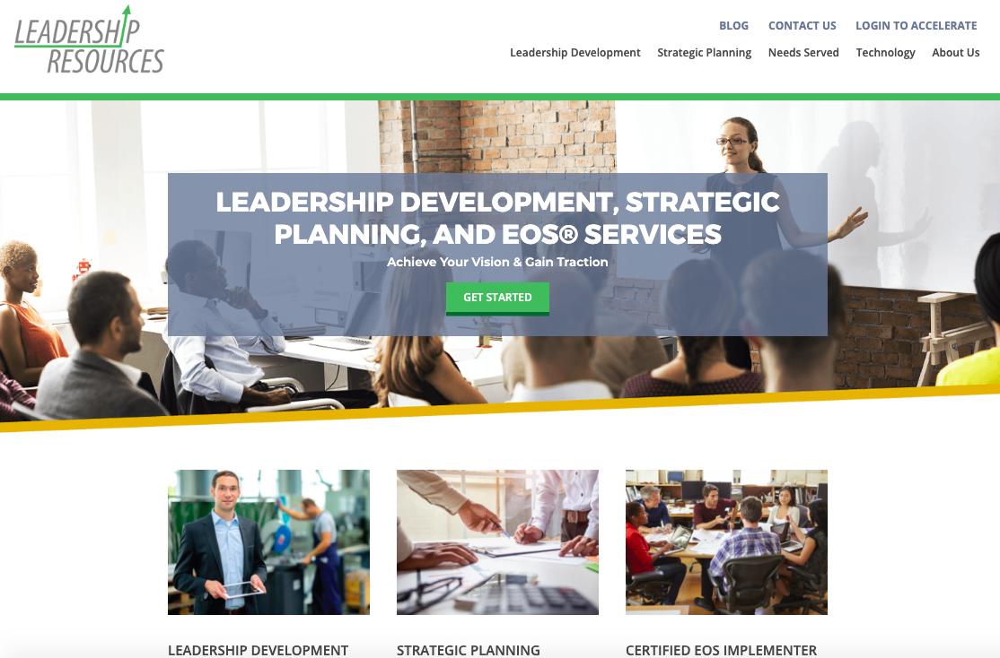 LEADERSHIP
RESOURCES
BLOG CONTACT US LOGIN TO ACCELERATE
Leadership Development Strategic Planning Needs Served Technology About Us
LEADERSHIP DEVELOPMENT, STRATEGIC
PLANNING, AND EOS® SERVICES
Achieve Your Vision & Gain Traction
GET STARTED
LEADERSHIP DEVELOPMENT STRATEGIC PLANNING CERTIFIED EOS IMPLEMENTER